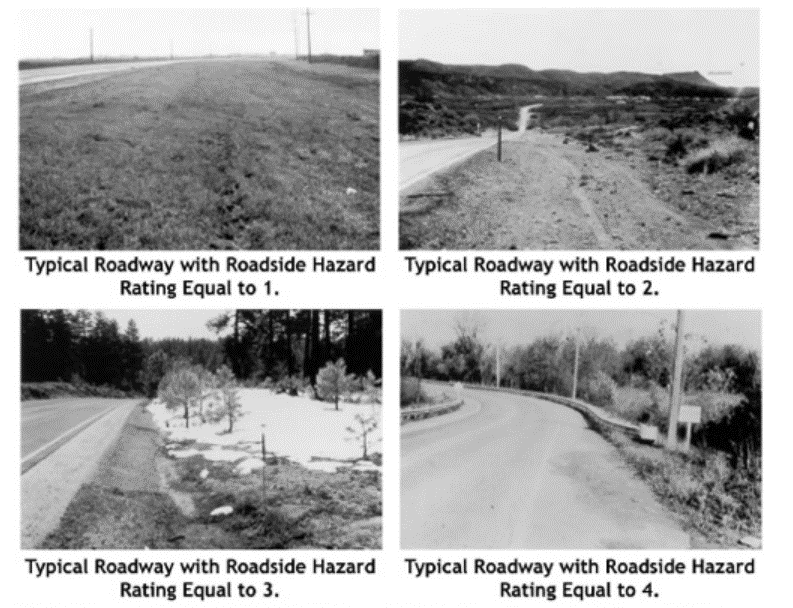 Typical Roadway with Roadside Hazard
Rating Equal to 1.
Typical Roadway with Roadside Hazard
Rating Equal to 2.
Typical Roadway with Roadside Hazard
Rating Equal to 3.
Typical Roadway with Roadside Hazard
Rating Equal to 4.